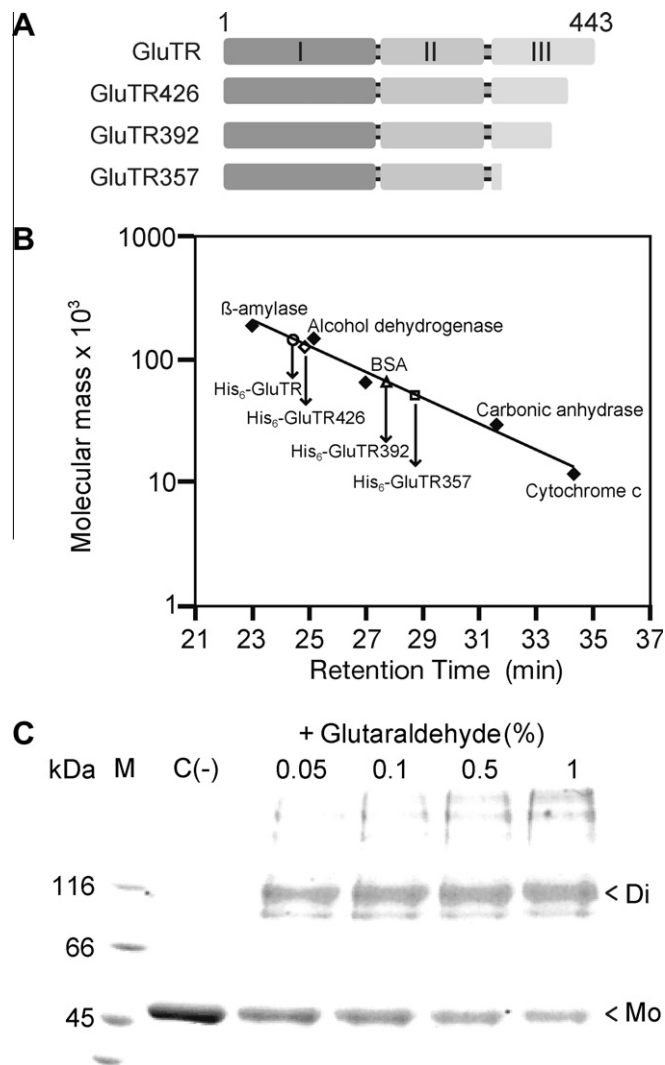 A
1 443
GluTR I II III
GluTR426
GluTR392
GluTR357
B
Molecular mass x 10³
1000
100
10
1
ß-amylase
Alcohol dehydrogenase
BSA
His₆-GluTR
His₆-GluTR426
Carbonic anhydrase
His₆-GluTR392
His₆-GluTR357
Cytochrome c
21 23 25 27 29 31 33 35 37
Retention Time (min)
C
+ Glutaraldehyde(%)
kDa M C(-) 0.05 0.1 0.5 1
116 < Di
66
45 < Mo